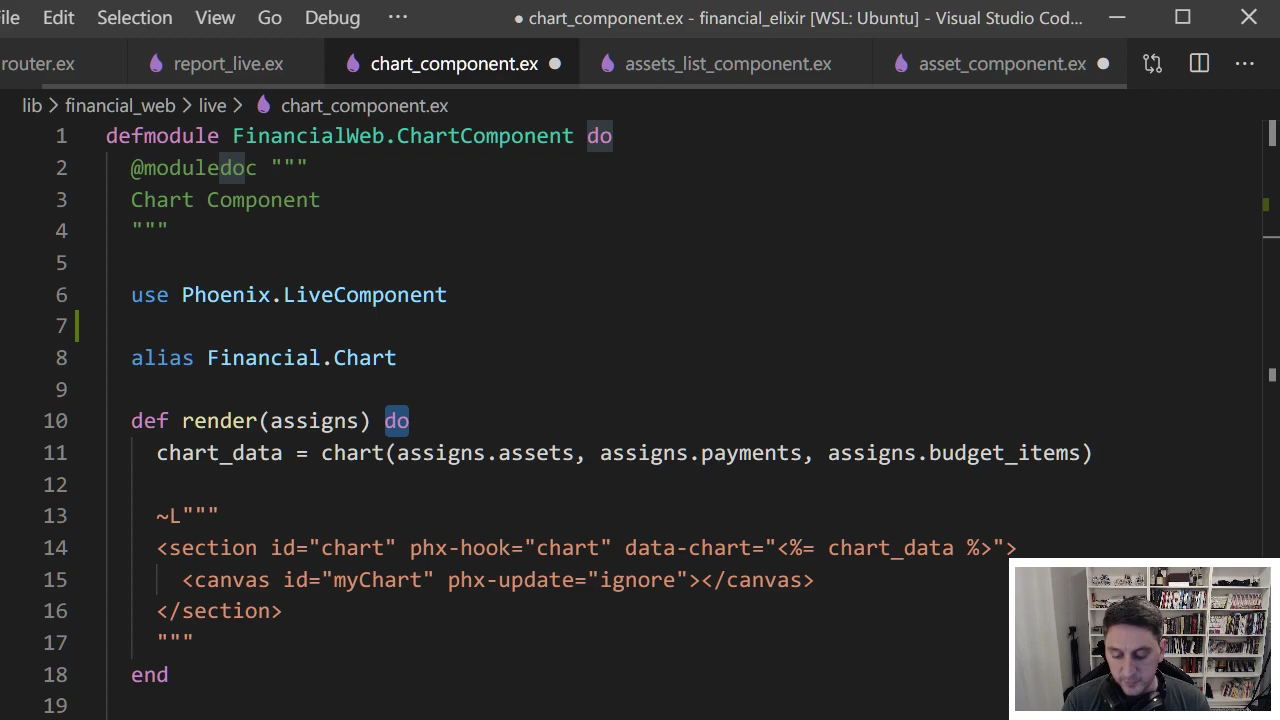 File Edit Selection View Go Debug ··· ● chart_component.ex - financial_elixir [WSL: Ubuntu] - Visual Studio Cod...
router.ex report_live.ex chart_component.ex ● assets_list_component.ex asset_component.ex ● ···
lib > financial_web > live > chart_component.ex
1 defmodule FinancialWeb.ChartComponent do
2 @moduledoc """
3 Chart Component
4 """
5
6 use Phoenix.LiveComponent
7
8 alias Financial.Chart
9
10 def render(assigns) do
11 chart_data = chart(assigns.assets, assigns.payments, assigns.budget_items)
12
13 ~L"""
14 <section id="chart" phx-hook="chart" data-chart="<%= chart_data %>">
15 <canvas id="myChart" phx-update="ignore"></canvas>
16 </section>
17 """
18 end
19